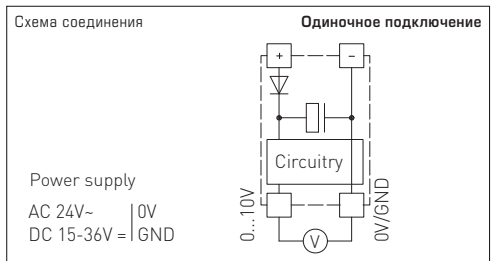 Схема соединения
Одиночное подключение
+
−
Circuitry
Power supply
AC 24V~ | 0V
DC 15-36V = | GND
0...10V
0V/GND
V